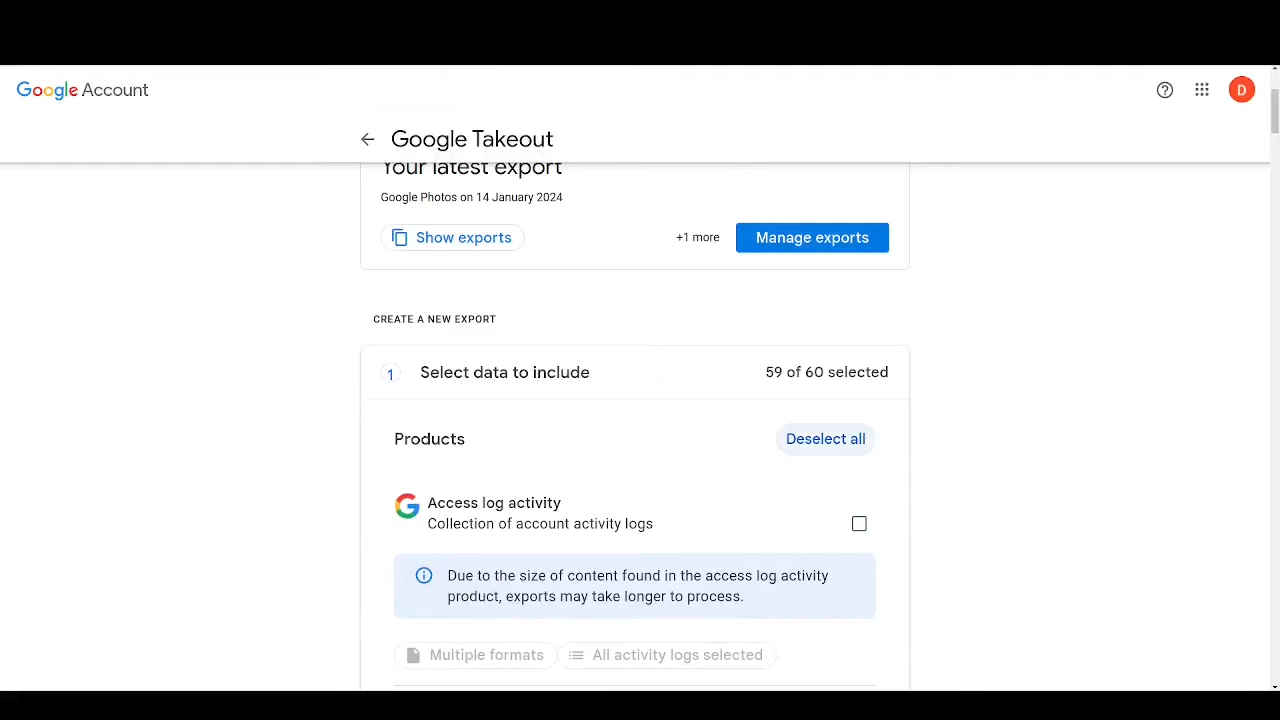 Google Account
D
Google Takeout
Your latest export
Google Photos on 14 January 2024
Show exports
+1 more
Manage exports
CREATE A NEW EXPORT
1
Select data to include
59 of 60 selected
Products
Deselect all
Access log activity
Collection of account activity logs
Due to the size of content found in the access log activity
product, exports may take longer to process.
Multiple formats
All activity logs selected